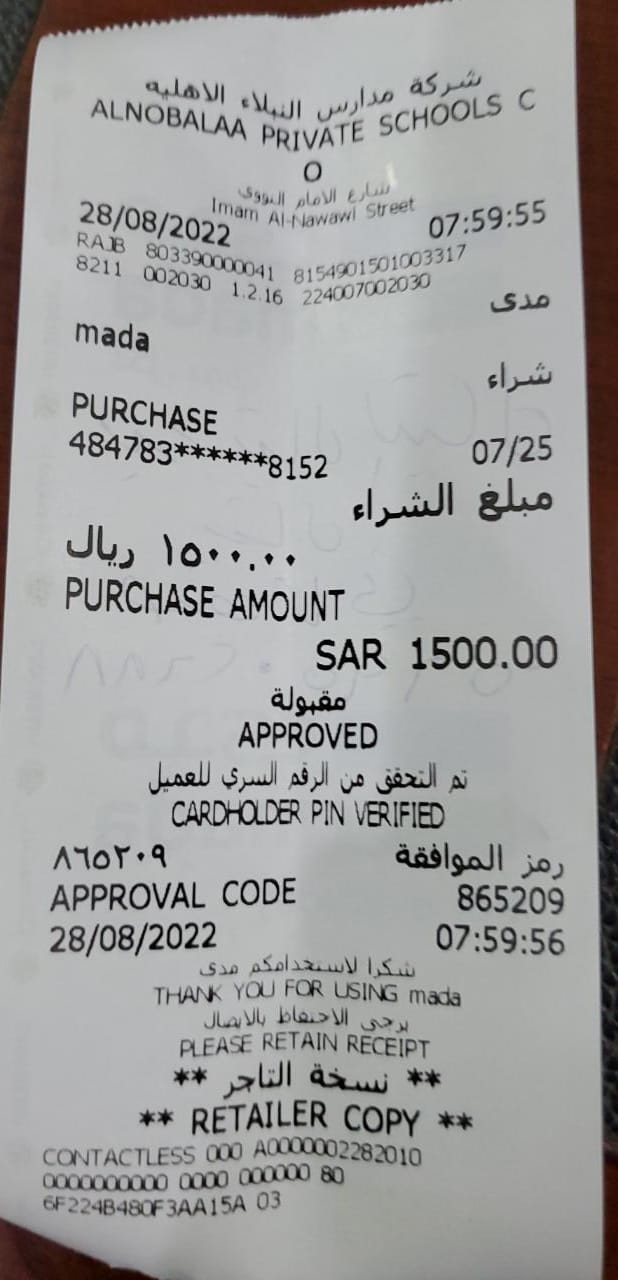 شركة مدارس النبلاء الاهليه
ALNOBALAA PRIVATE SCHOOLS C
O
شارع الامام النووي
Imam Al-Nawawi Street
28/08/2022 07:59:55
RAJB 803390000041 8154901501003317
8211 002030 1.2.16 224007002030
مدى
mada
شراء
PURCHASE
484783******8152 07/25
مبلغ الشراء
١٥٠٠.٠٠ ريال
PURCHASE AMOUNT
SAR 1500.00
مقبولة
APPROVED
تم التحقق من الرقم السري للعميل
CARDHOLDER PIN VERIFIED
رمز الموافقة ٨٦٥٢٠٩
APPROVAL CODE 865209
28/08/2022 07:59:56
شكرا لاستخدامكم مدى
THANK YOU FOR USING mada
يرجى الاحتفاظ بالايصال
PLEASE RETAIN RECEIPT
** نسخة التاجر **
** RETAILER COPY **
CONTACTLESS 000 A0000002282010
0000000000 0000 000000 80
6F224B480F3AA15A 03